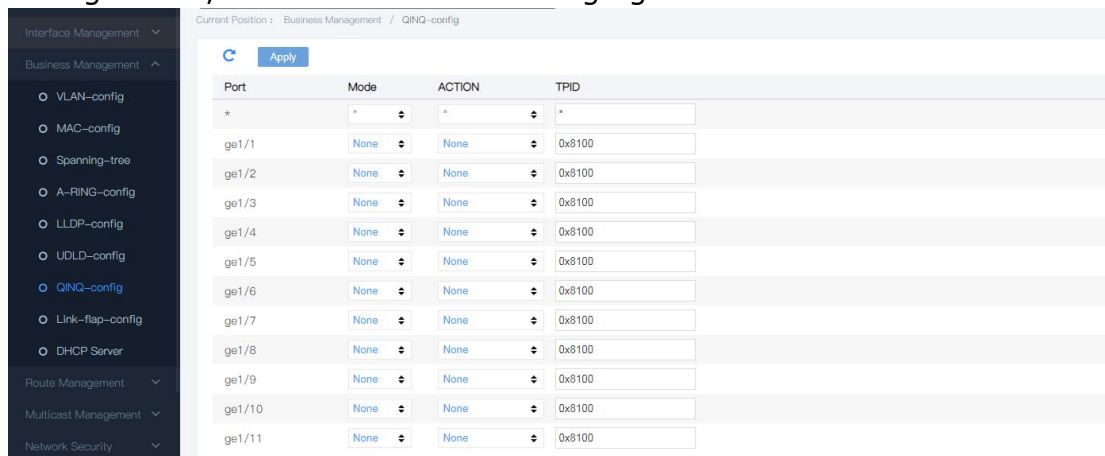 Current Position : Business Management / QINQ-config
Interface Management
Business Management
VLAN-config
MAC-config
Spanning-tree
A-RING-config
LLDP-config
UDLD-config
QINQ-config
Link-flap-config
DHCP Server
Route Management
Multicast Management
Network Security
Apply
Port Mode ACTION TPID
* * * *
ge1/1 None None 0x8100
ge1/2 None None 0x8100
ge1/3 None None 0x8100
ge1/4 None None 0x8100
ge1/5 None None 0x8100
ge1/6 None None 0x8100
ge1/7 None None 0x8100
ge1/8 None None 0x8100
ge1/9 None None 0x8100
ge1/10 None None 0x8100
ge1/11 None None 0x8100